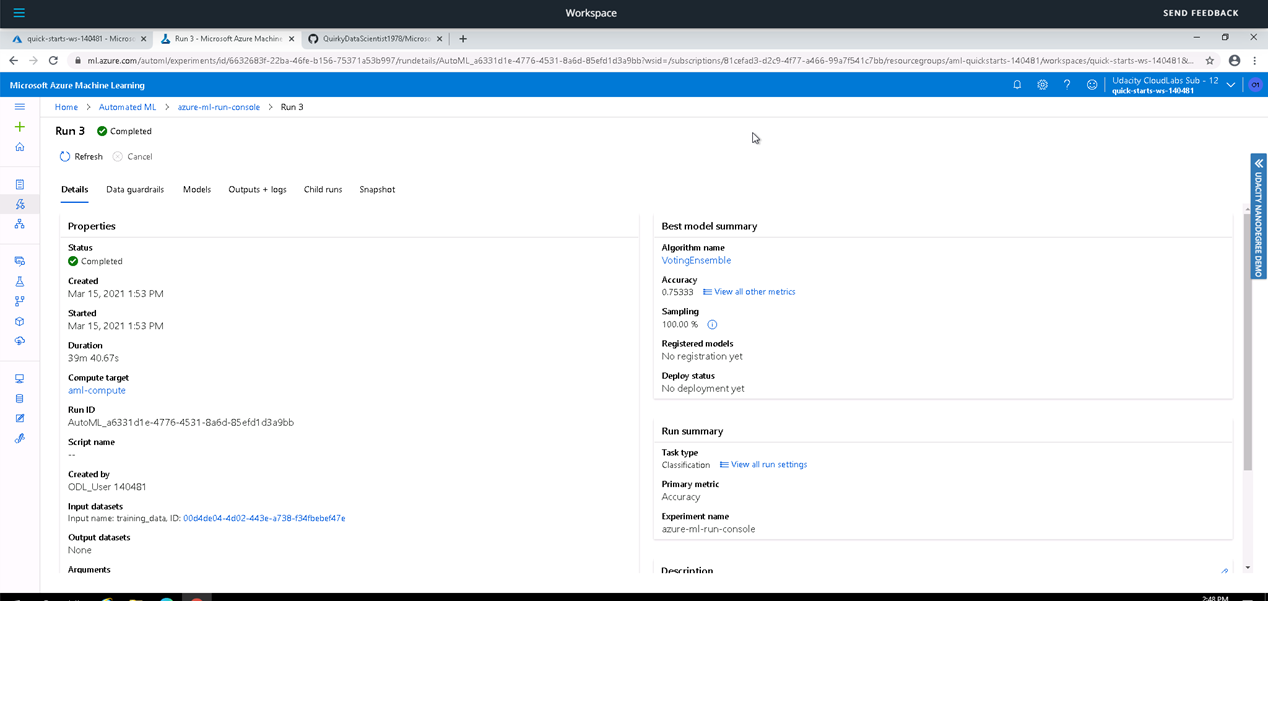 Workspace
SEND FEEDBACK
quick-starts-ws-140481 - Microso
Run 3 - Microsoft Azure Machine
QuirkyDataScientist1978/Microso
ml.azure.com/automl/experiments/id/6632683f-22ba-46fe-b156-75371a53b997/rundetails/AutoML_a6331d1e-4776-4531-8a6d-85efd1d3a9bb?wsid=/subscriptions/81cefad3-d2c9-4f77-a466-99a7f541c7bb/resourcegroups/aml-quickstarts-140481/workspaces/quick-starts-ws-140481&...
Microsoft Azure Machine Learning
Udacity CloudLabs Sub - 12
quick-starts-ws-140481
O1
Home > Automated ML > azure-ml-run-console > Run 3
Run 3 Completed
Refresh Cancel
Details Data guardrails Models Outputs + logs Child runs Snapshot
Properties
Status
Completed
Created
Mar 15, 2021 1:53 PM
Started
Mar 15, 2021 1:53 PM
Duration
39m 40.67s
Compute target
aml-compute
Run ID
AutoML_a6331d1e-4776-4531-8a6d-85efd1d3a9bb
Script name
--
Created by
ODL_User 140481
Input datasets
Input name: training_data, ID: 00d4de04-4d02-443e-a738-f34fbebef47e
Output datasets
None
Arguments
Best model summary
Algorithm name
VotingEnsemble
Accuracy
0.75333 View all other metrics
Sampling
100.00 %
Registered models
No registration yet
Deploy status
No deployment yet
Run summary
Task type
Classification View all run settings
Primary metric
Accuracy
Experiment name
azure-ml-run-console
Description
UDACITY NANODEGREE DEMO
2:48 PM